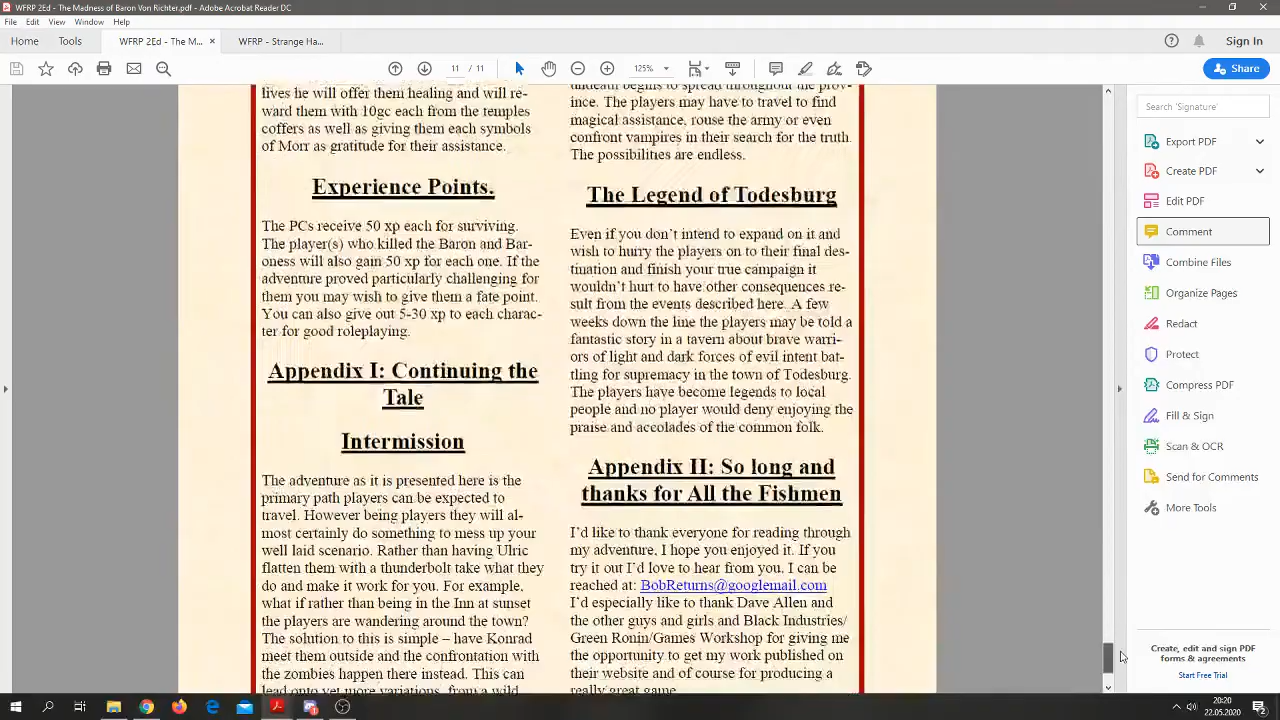 WFRP 2Ed - The Madness of Baron Von Richter.pdf - Adobe Acrobat Reader DC
File Edit View Window Help
Home Tools WFRP 2Ed - The M... × WFRP - Strange Ha...
Sign In
11 / 11
125%
Share
lives he will offer them healing and will re-
ward them with 10gc each from the temples
coffers as well as giving them each symbols
of Morr as gratitude for their assistance.
Experience Points.
The PCs receive 50 xp each for surviving.
The player(s) who killed the Baron and Bar-
oness will also gain 50 xp for each one. If the
adventure proved particularly challenging for
them you may wish to give them a fate point.
You can also give out 5-30 xp to each charac-
ter for good roleplaying.
Appendix I: Continuing the
Tale
Intermission
The adventure as it is presented here is the
primary path players can be expected to
travel. However being players they will al-
most certainly do something to mess up your
well laid scenario. Rather than having Ulric
flatten them with a thunderbolt take what they
do and make it work for you. For example,
what if rather than being in the Inn at sunset
the players are wandering around the town?
The solution to this is simple – have Konrad
meet them outside and the confrontation with
the zombies happen there instead. This can
lead onto yet more variations, from a wild
undeath begins to spread throughout the prov-
ince. The players may have to travel to find
magical assistance, rouse the army or even
confront vampires in their search for the truth.
The possibilities are endless.
The Legend of Todesburg
Even if you don't intend to expand on it and
wish to hurry the players on to their final des-
tination and finish your true campaign it
wouldn't hurt to have other consequences re-
sult from the events described here. A few
weeks down the line the players may be told a
fantastic story in a tavern about brave warri-
ors of light and dark forces of evil intent bat-
tling for supremacy in the town of Todesburg.
The players have become legends to local
people and no player would deny enjoying the
praise and accolades of the common folk.
Appendix II: So long and
thanks for All the Fishmen
I'd like to thank everyone for reading through
my adventure, I hope you enjoyed it. If you
try it out I'd love to hear from you. I can be
reached at: BobReturns@googlemail.com
I'd especially like to thank Dave Allen and
the other guys and girls and Black Industries/
Green Ronin/Games Workshop for giving me
the opportunity to get my work published on
their website and of course for producing a
really great game.
Search 'Signature'
Export PDF
Create PDF
Edit PDF
Comment
Combine Files
Organize Pages
Redact
Protect
Compress PDF
Fill & Sign
Scan & OCR
Send for Comments
More Tools
Create, edit and sign PDF
forms & agreements
Start Free Trial
20:20
22.05.2020